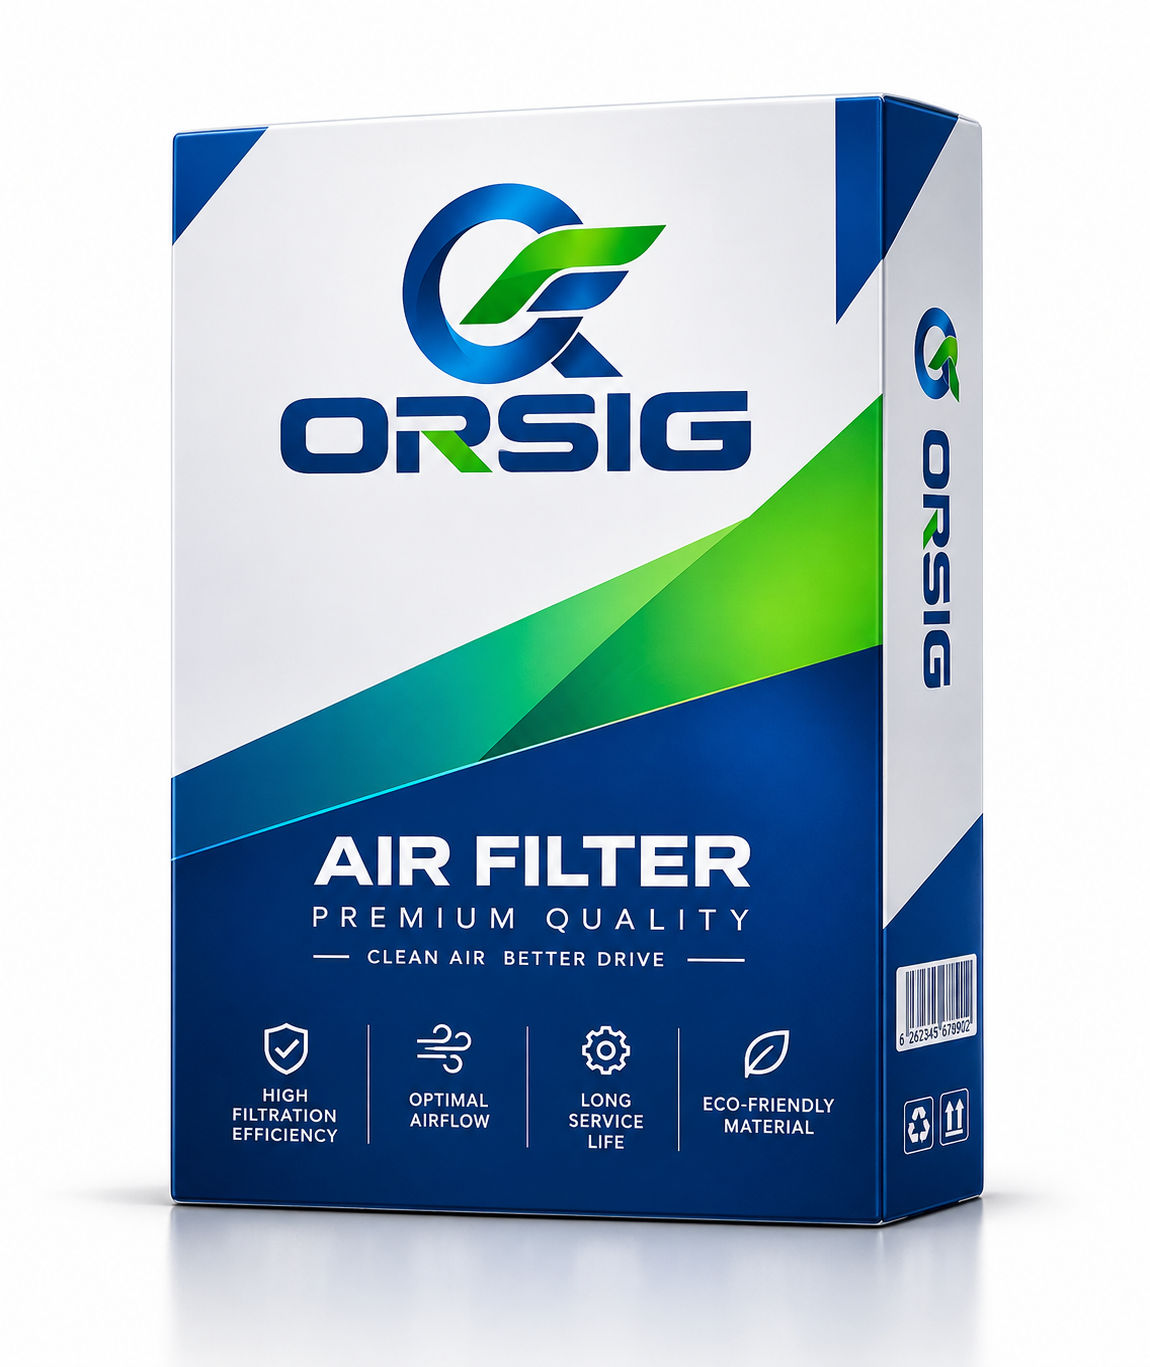 ORSIG
AIR FILTER
PREMIUM QUALITY
CLEAN AIR BETTER DRIVE
HIGH
FILTRATION
EFFICIENCY
OPTIMAL
AIRFLOW
LONG
SERVICE
LIFE
ECO-FRIENDLY
MATERIAL
ORSIG
6 262345 678902